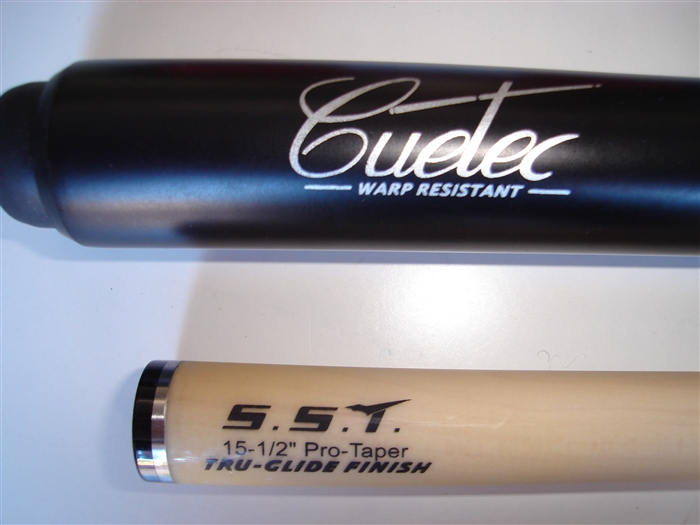 Cuetec
WARP RESISTANT
S.S.T.
15-1/2" Pro-Taper
TRU-GLIDE FINISH